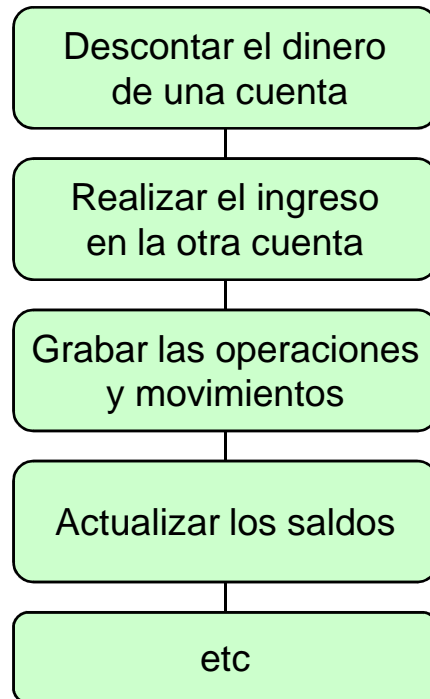 Descontar el dinero
de una cuenta
Realizar el ingreso
en la otra cuenta
Grabar las operaciones
y movimientos
Actualizar los saldos
etc